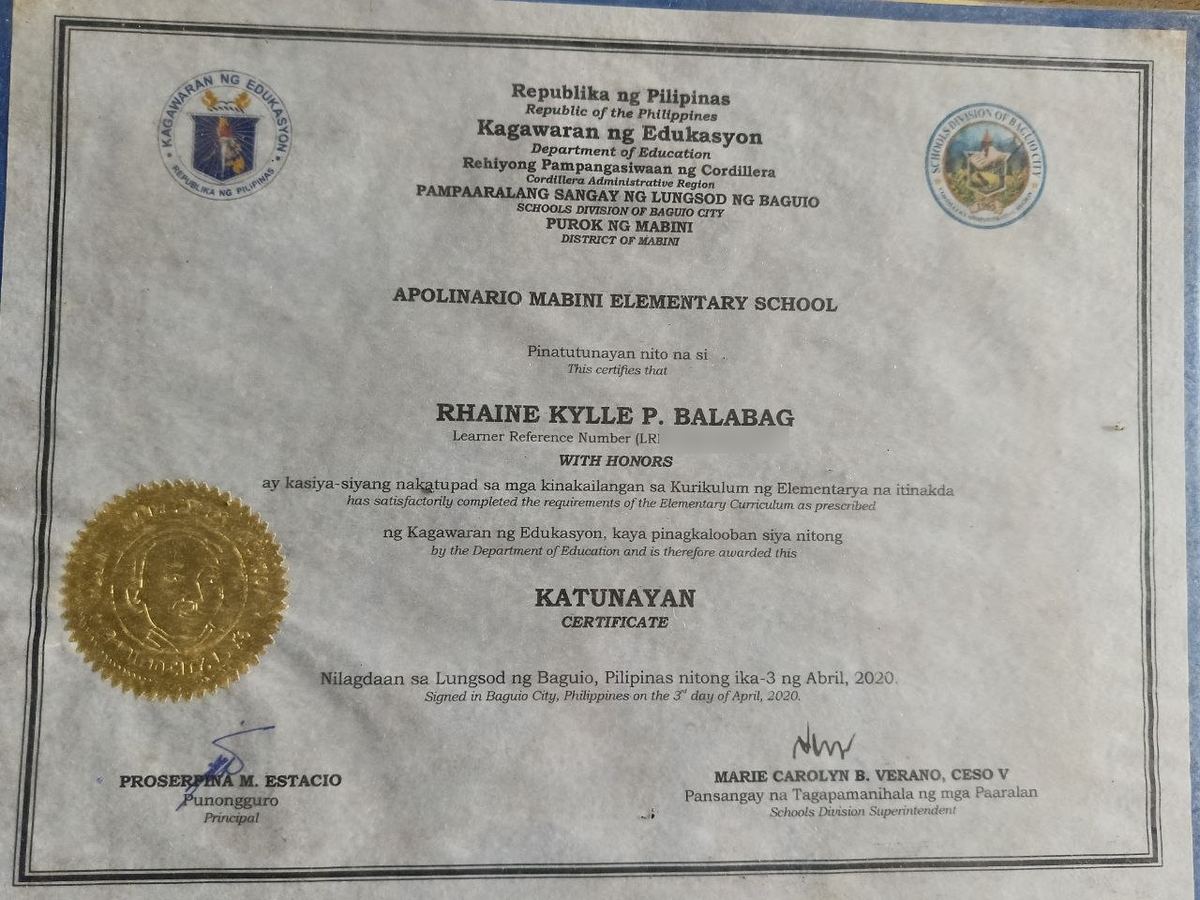 KAGAWARAN NG EDUKASYON
REPUBLIKA NG PILIPINAS
SCHOOLS DIVISION OF BAGUIO CITY
Republika ng Pilipinas
Republic of the Philippines
Kagawaran ng Edukasyon
Department of Education
Rehiyong Pampangasiwaan ng Cordillera
Cordillera Administrative Region
PAMPAARALANG SANGAY NG LUNGSOD NG BAGUIO
SCHOOLS DIVISION OF BAGUIO CITY
PUROK NG MABINI
DISTRICT OF MABINI
APOLINARIO MABINI ELEMENTARY SCHOOL
Pinatutunayan nito na si
This certifies that
RHAINE KYLLE P. BALABAG
Learner Reference Number (LR
WITH HONORS
ay kasiya-siyang nakatupad sa mga kinakailangan sa Kurikulum ng Elementarya na itinakda
has satisfactorily completed the requirements of the Elementary Curriculum as prescribed
ng Kagawaran ng Edukasyon, kaya pinagkalooban siya nitong
by the Department of Education and is therefore awarded this
KATUNAYAN
CERTIFICATE
Nilagdaan sa Lungsod ng Baguio, Pilipinas nitong ika-3 ng Abril, 2020.
Signed in Baguio City, Philippines on the 3rd day of April, 2020.
PROSERPINA M. ESTACIO
Punongguro
Principal
MARIE CAROLYN B. VERANO, CESO V
Pansangay na Tagapamanihala ng mga Paaralan
Schools Division Superintendent